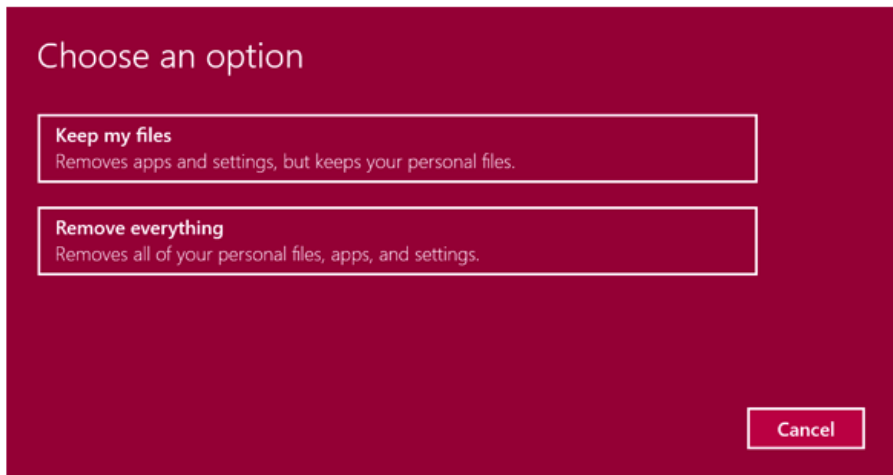 Choose an option
Keep my files
Removes apps and settings, but keeps your personal files.
Remove everything
Removes all of your personal files, apps, and settings.
Cancel